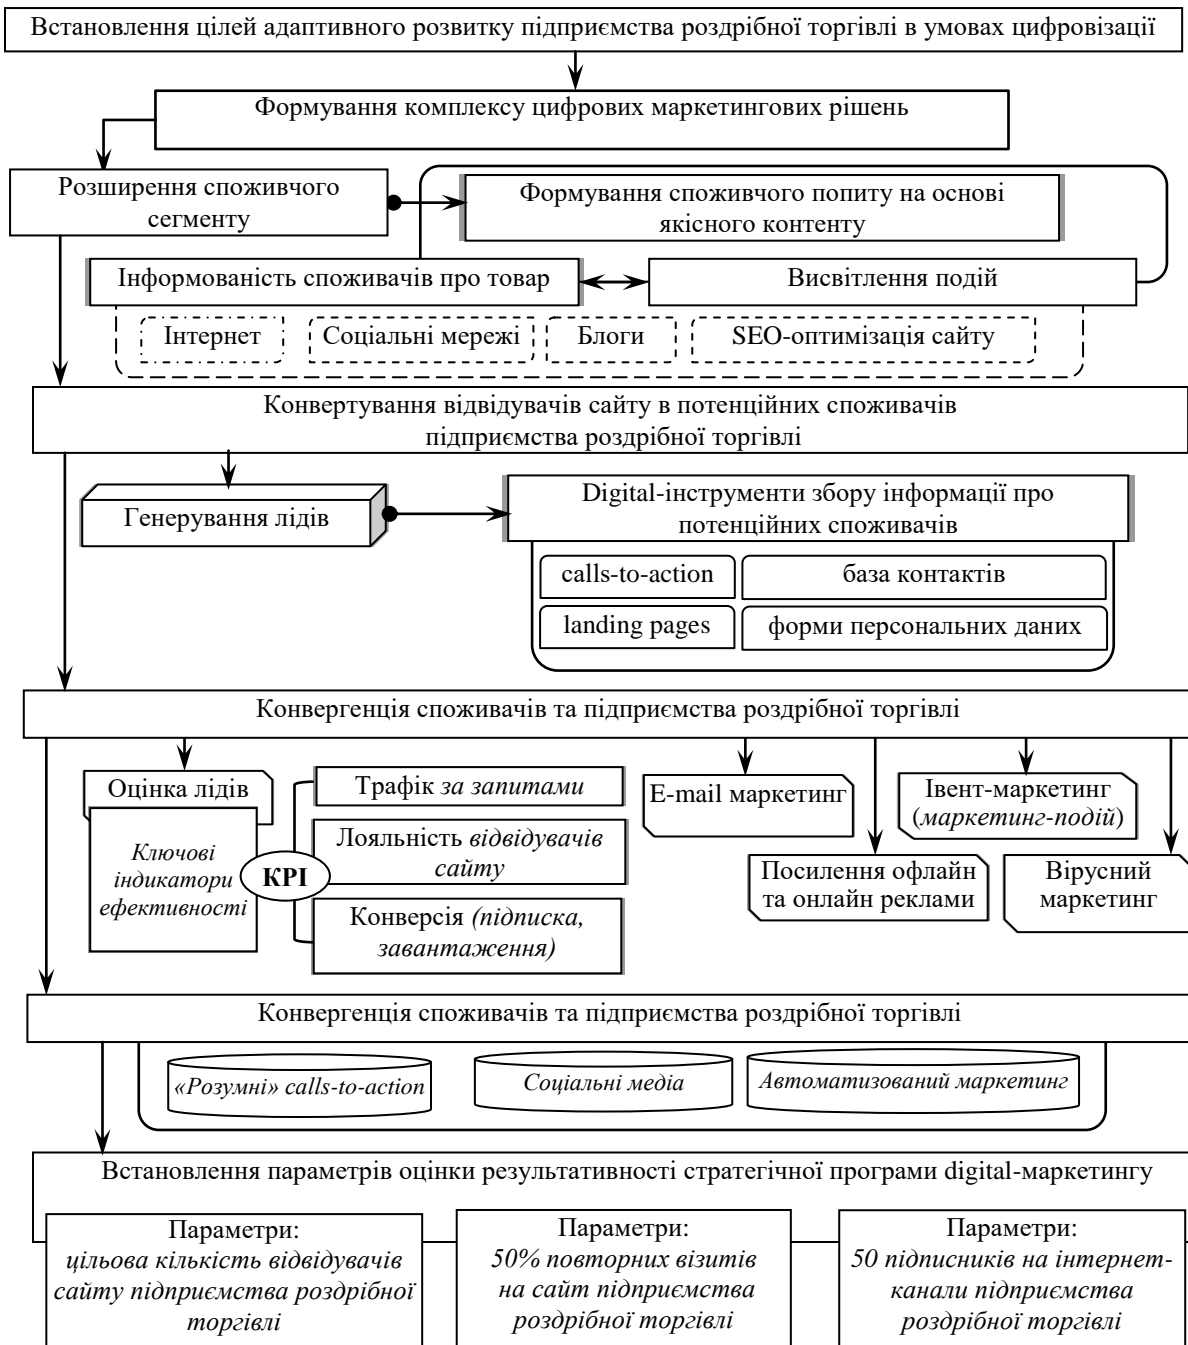 Встановлення цілей адаптивного розвитку підприємства роздрібної торгівлі в умовах цифровізації
Формування комплексу цифрових маркетингових рішень
Розширення споживчого
сегменту
Формування споживчого попиту на основі
якісного контенту
Інформованість споживачів про товар
Висвітлення подій
Інтернет
Соціальні мережі
Блоги
SEO-оптимізація сайту
Конвертування відвідувачів сайту в потенційних споживачів
підприємства роздрібної торгівлі
Генерування лідів
Digital-інструменти збору інформації про
потенційних споживачів
calls-to-action
база контактів
landing pages
форми персональних даних
Конвергенція споживачів та підприємства роздрібної торгівлі
Оцінка лідів
Ключові
індикатори
ефективності
КРІ
Трафік за запитами
Лояльність відвідувачів
сайту
Конверсія (підписка,
завантаження)
E-mail маркетинг
Івент-маркетинг
(маркетинг-подій)
Посилення офлайн
та онлайн реклами
Вірусний
маркетинг
Конвергенція споживачів та підприємства роздрібної торгівлі
«Розумні» calls-to-action
Соціальні медіа
Автоматизований маркетинг
Встановлення параметрів оцінки результативності стратегічної програми digital-маркетингу
Параметри:
цільова кількість відвідувачів
сайту підприємства роздрібної
торгівлі
Параметри:
50% повторних візитів
на сайт підприємства
роздрібної торгівлі
Параметри:
50 підписників на інтернет-
канали підприємства
роздрібної торгівлі